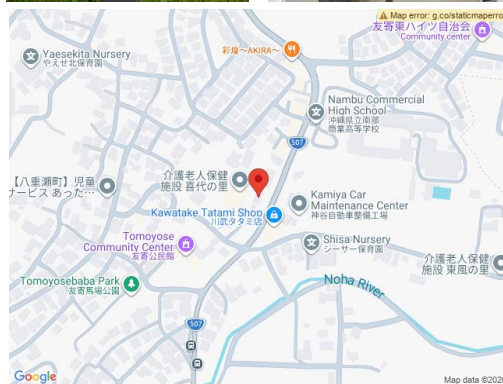 Map error: g.co/staticmaperro
友寄東ハイツ自治会
Community center
彩煌~AKIRA~
Yaesekita Nursery
やえせ北保育園
Nambu Commercial
High School
沖縄県立南部
商業高等学校
507
介護老人保健
施設 喜代の里
【八重瀬町】児童
サービス あった…
Kamiya Car
Maintenance Center
神谷自動車整備工場
Kawatake Tatami Shop
川武タタミ店
Tomoyose
Community Center
友寄公民館
Shisa Nursery
シーサー保育園
介護老人保健
施設 東風の里
Tomoyosebaba Park
友寄馬場公園
Noha River
507
Google
Map data ©2026